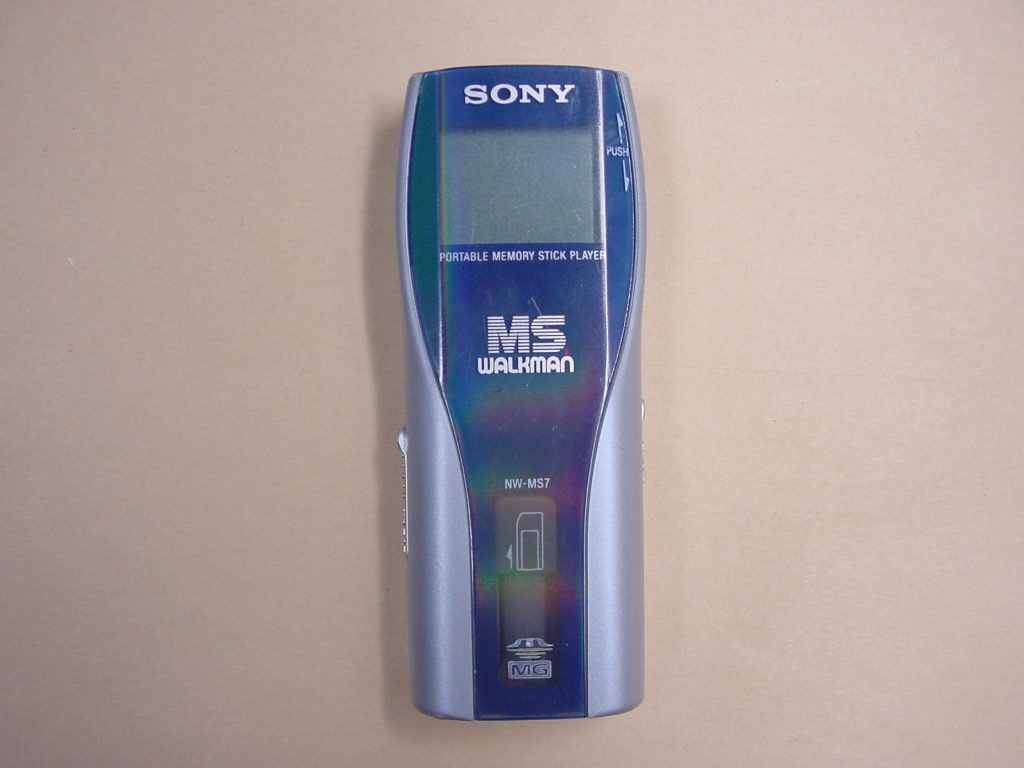 SONY
PUSH
PORTABLE MEMORY STICK PLAYER
MS
WALKMAN
NW-MS7
MG